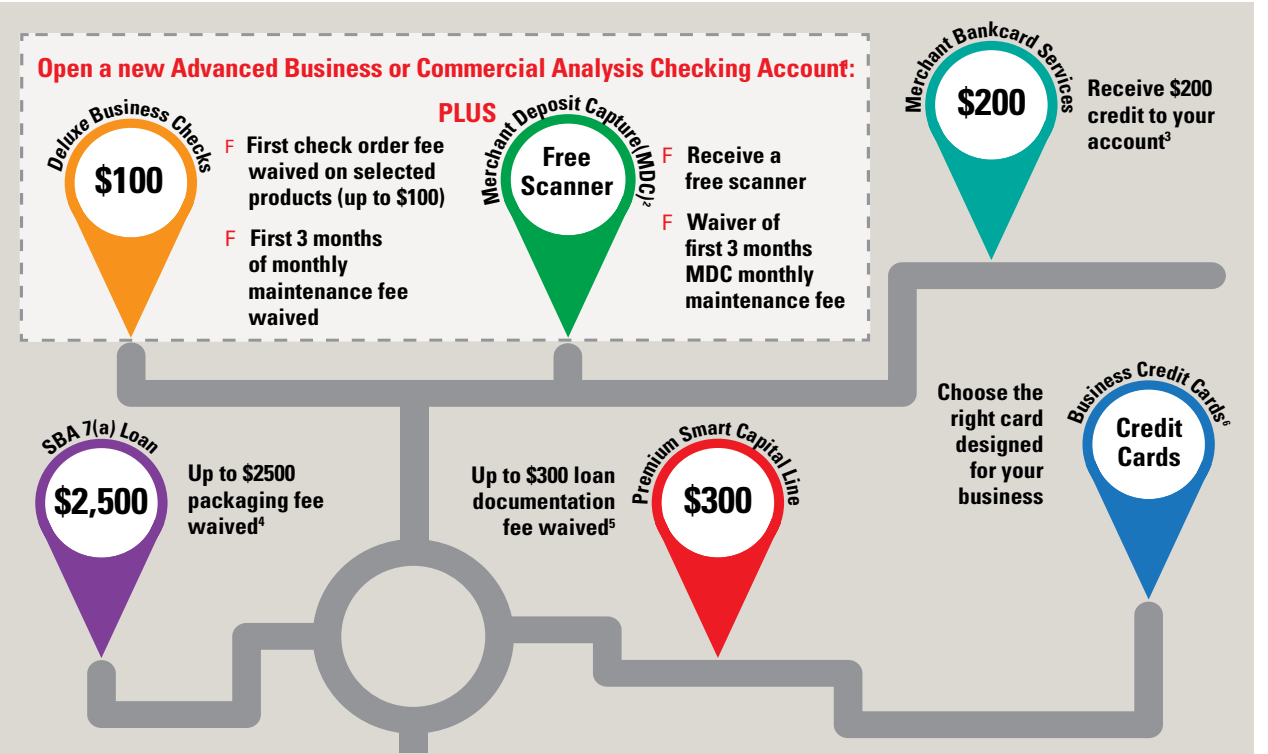 Open a new Advanced Business or Commercial Analysis Checking Account¹:
Deluxe Business Checks
$100
F First check order fee
waived on selected
products (up to $100)
F First 3 months
of monthly
maintenance fee
waived
PLUS
Merchant Deposit Capture(MDC)²
Free
Scanner
F Receive a
free scanner
F Waiver of
first 3 months
MDC monthly
maintenance fee
Merchant Bankcard Services
$200
Receive $200
credit to your
account³
SBA 7(a) Loan
$2,500
Up to $2500
packaging fee
waived⁴
Up to $300 loan
documentation
fee waived⁵
Premium Smart Capital Line
$300
Choose the
right card
designed
for your
business
Business Credit Cards⁶
Credit
Cards